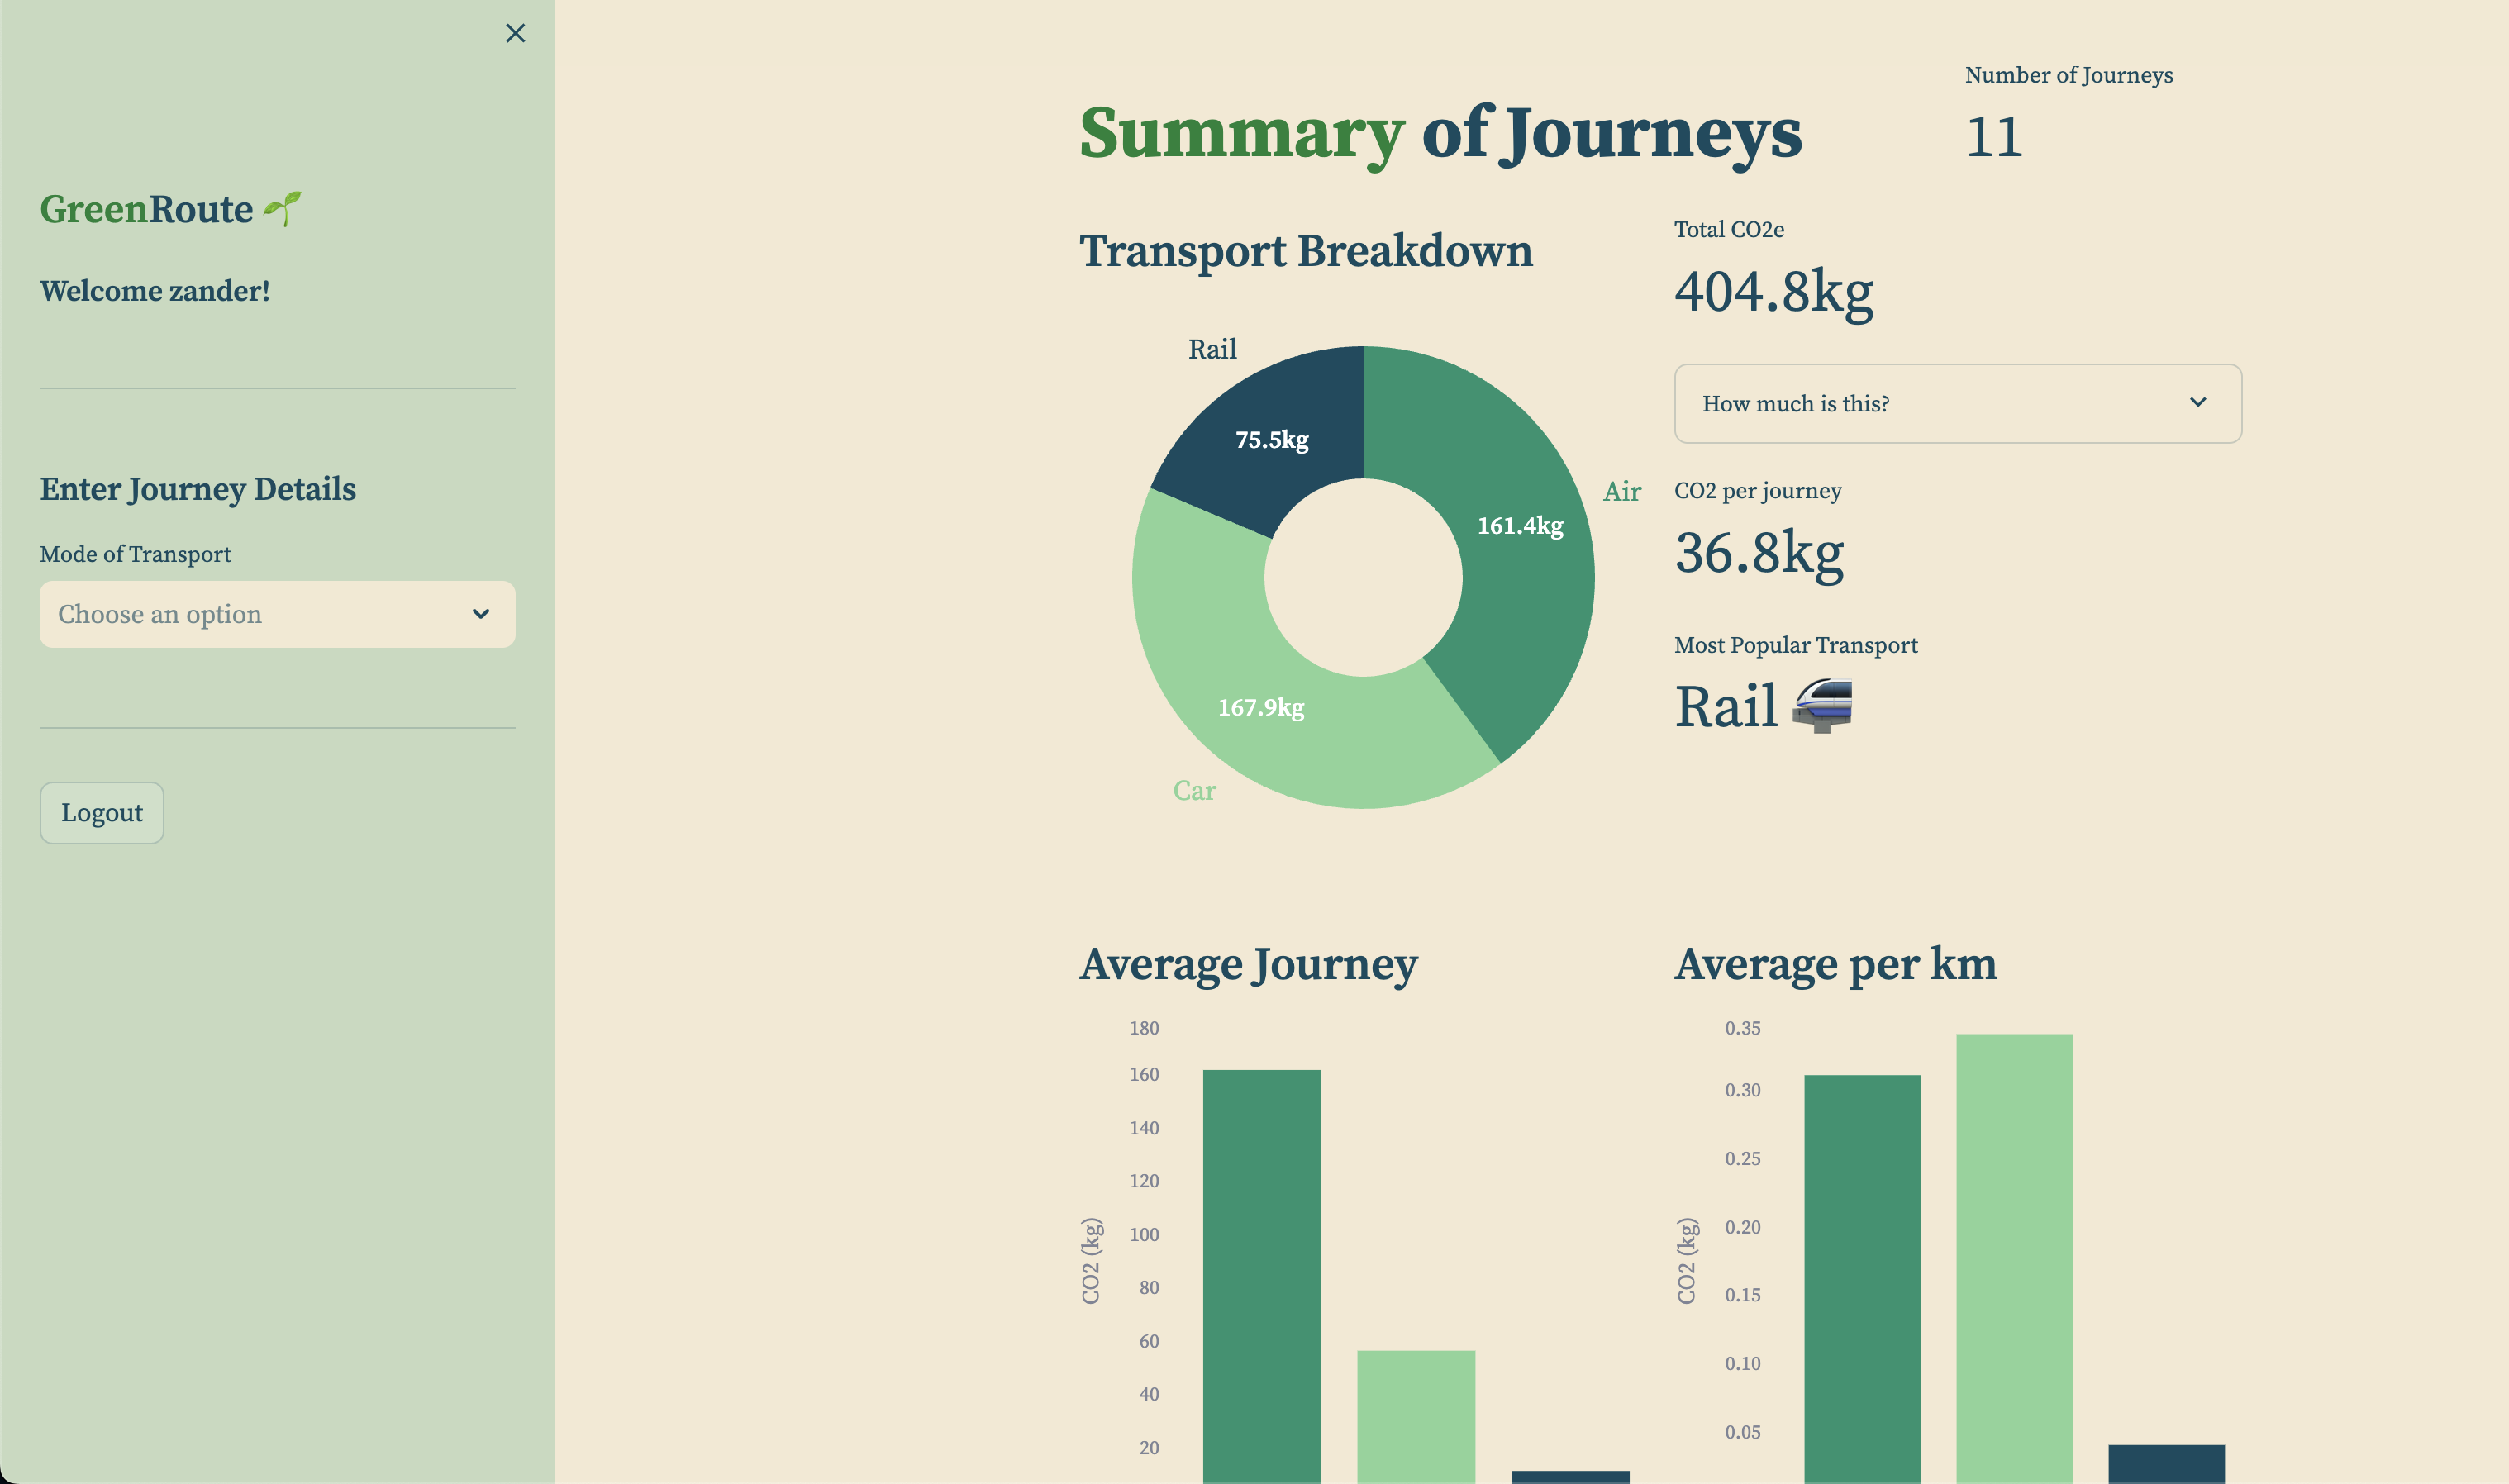 GreenRoute
Welcome zander!
Enter Journey Details
Mode of Transport
Choose an option
Logout
Summary of Journeys
Number of Journeys
11
Transport Breakdown
Rail
75.5kg
Air
161.4kg
167.9kg
Car
Total CO2e
404.8kg
How much is this?
CO2 per journey
36.8kg
Most Popular Transport
Rail
Average Journey
CO2 (kg)
180
160
140
120
100
80
60
40
20
Average per km
CO2 (kg)
0.35
0.30
0.25
0.20
0.15
0.10
0.05